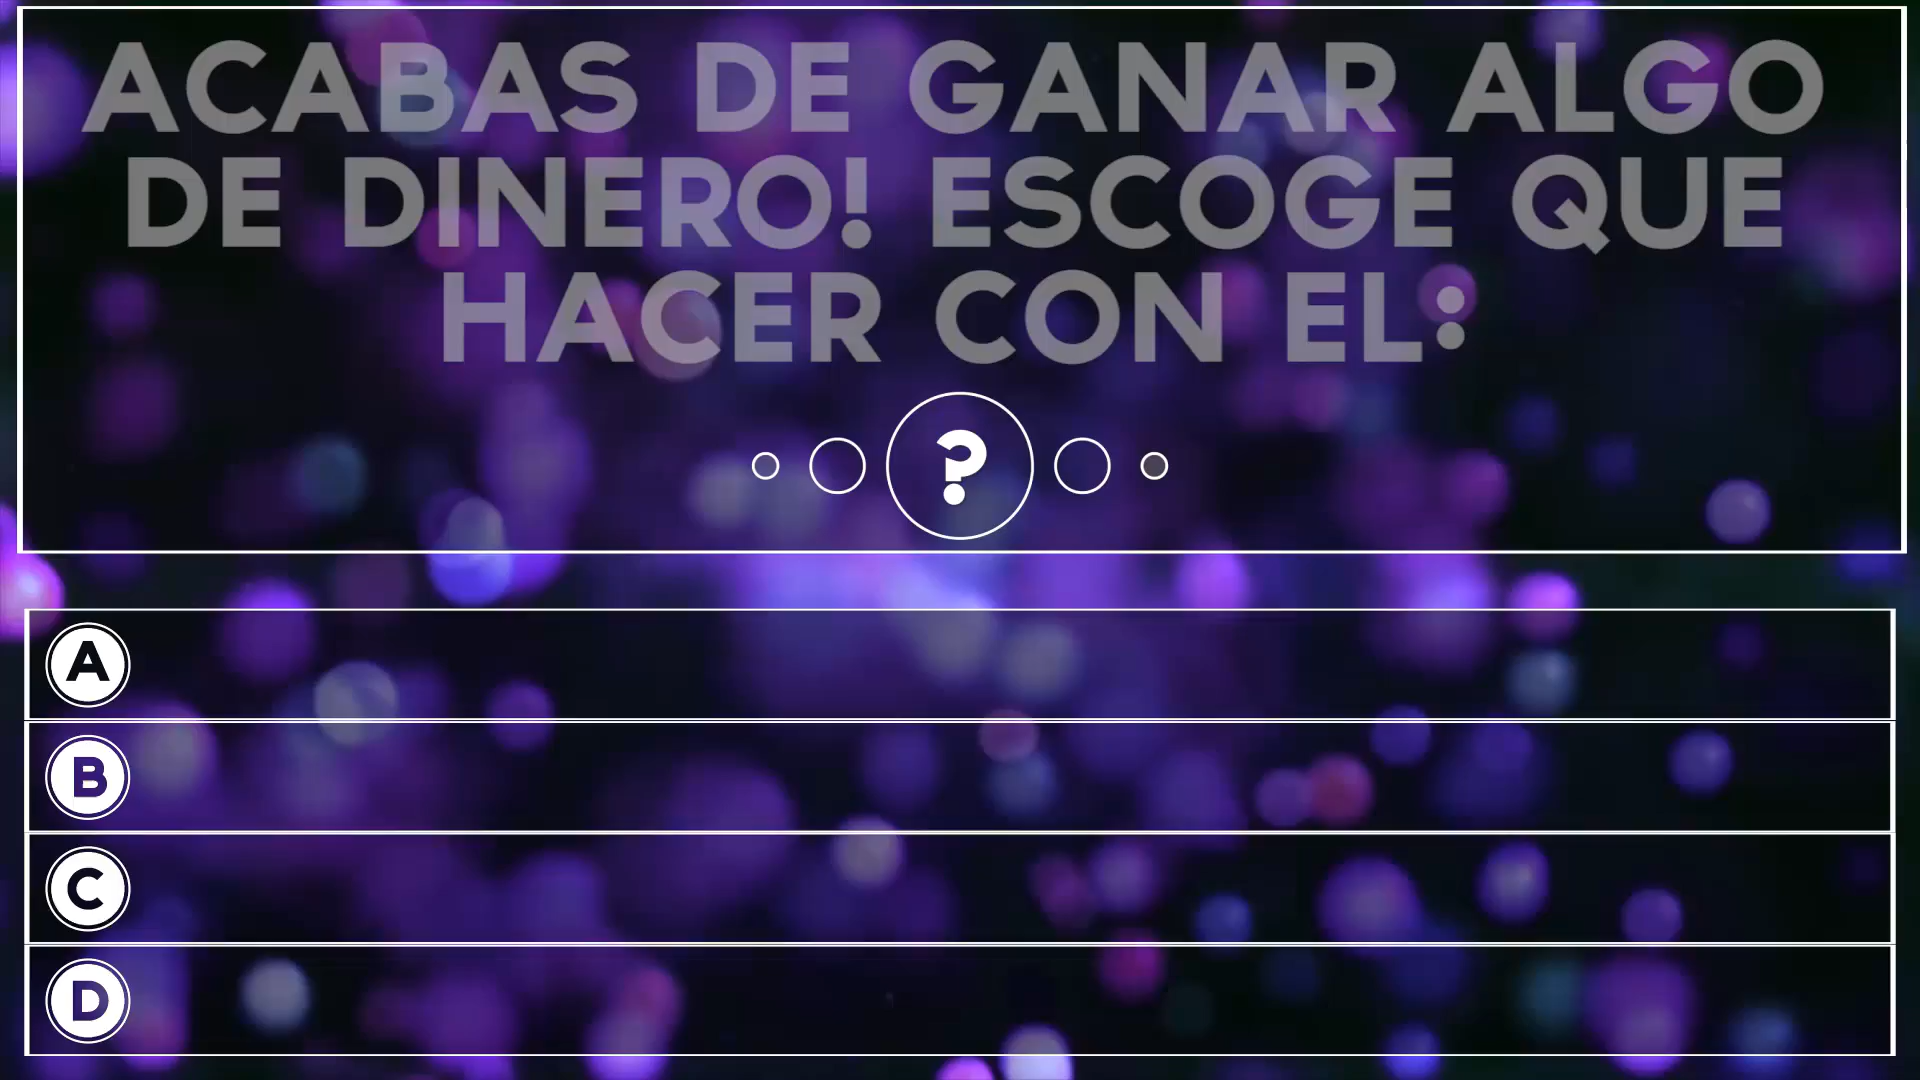 ACABAS DE GANAR ALGO
DE DINERO! ESCOGE QUE
HACER CON EL:
?
A
B
C
D